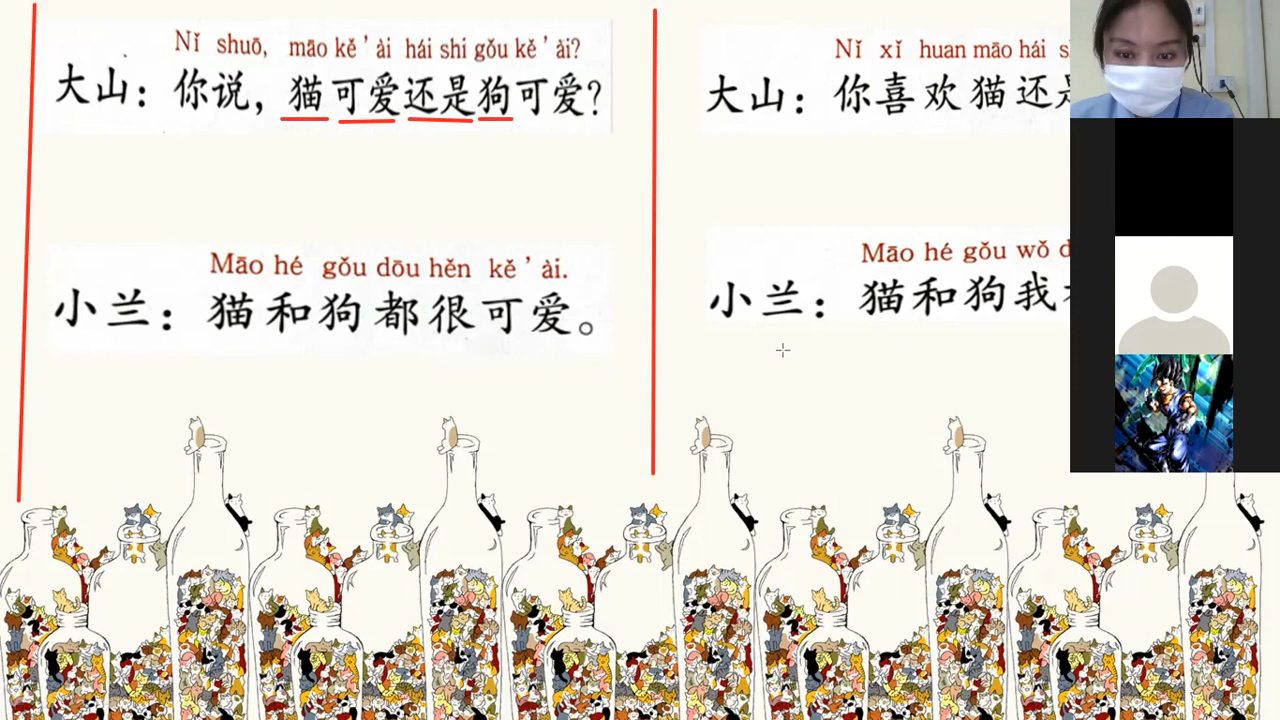 Nǐ shuō, māo kě'ài hái shi gǒu kě'ài?
大山：你说，猫可爱还是狗可爱？
Māo hé gǒu dōu hěn kě'ài.
小兰：猫和狗都很可爱。
Nǐ xǐ huan māo hái
大山：你喜欢猫还
Māo hé gǒu wǒ
小兰：猫和狗我